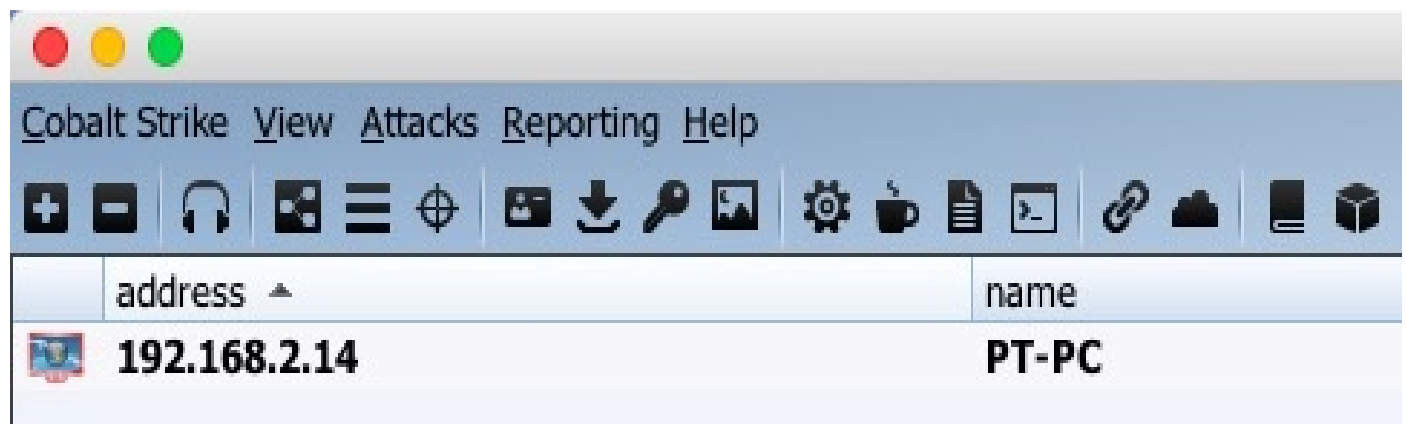 Cobalt Strike View Attacks Reporting Help
address name
192.168.2.14 PT-PC